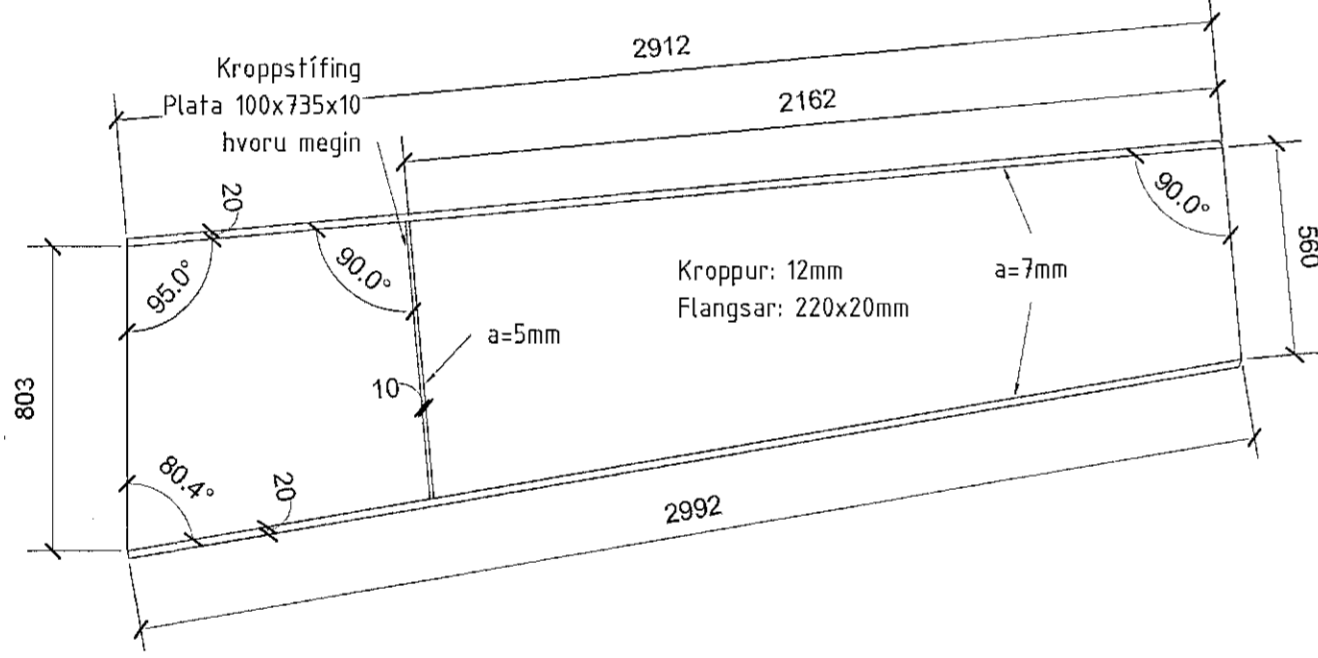 2912
Kroppstífing
Plata 100x735x10
hvoru megin
2162
20
90.0°
560
95.0°
90.0°
Kroppur: 12mm
Flangsar: 220x20mm
a=7mm
a=5mm
803
10
80.4°
20
2992